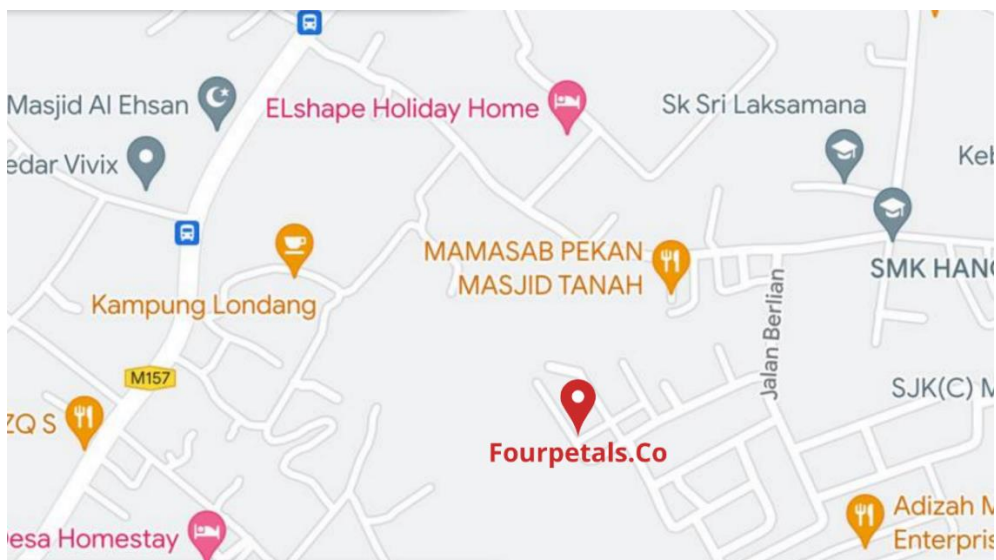 Masjid Al Ehsan
ELshape Holiday Home
Sk Sri Laksamana
edar Vivix
Keb
MAMASAB PEKAN
MASJID TANAH
SMK HANG
Kampung Londang
Jalan Berlian
M157
SJK(C) M
ZQ S
Fourpetals.Co
Adizah M
Enterpris
esa Homestay